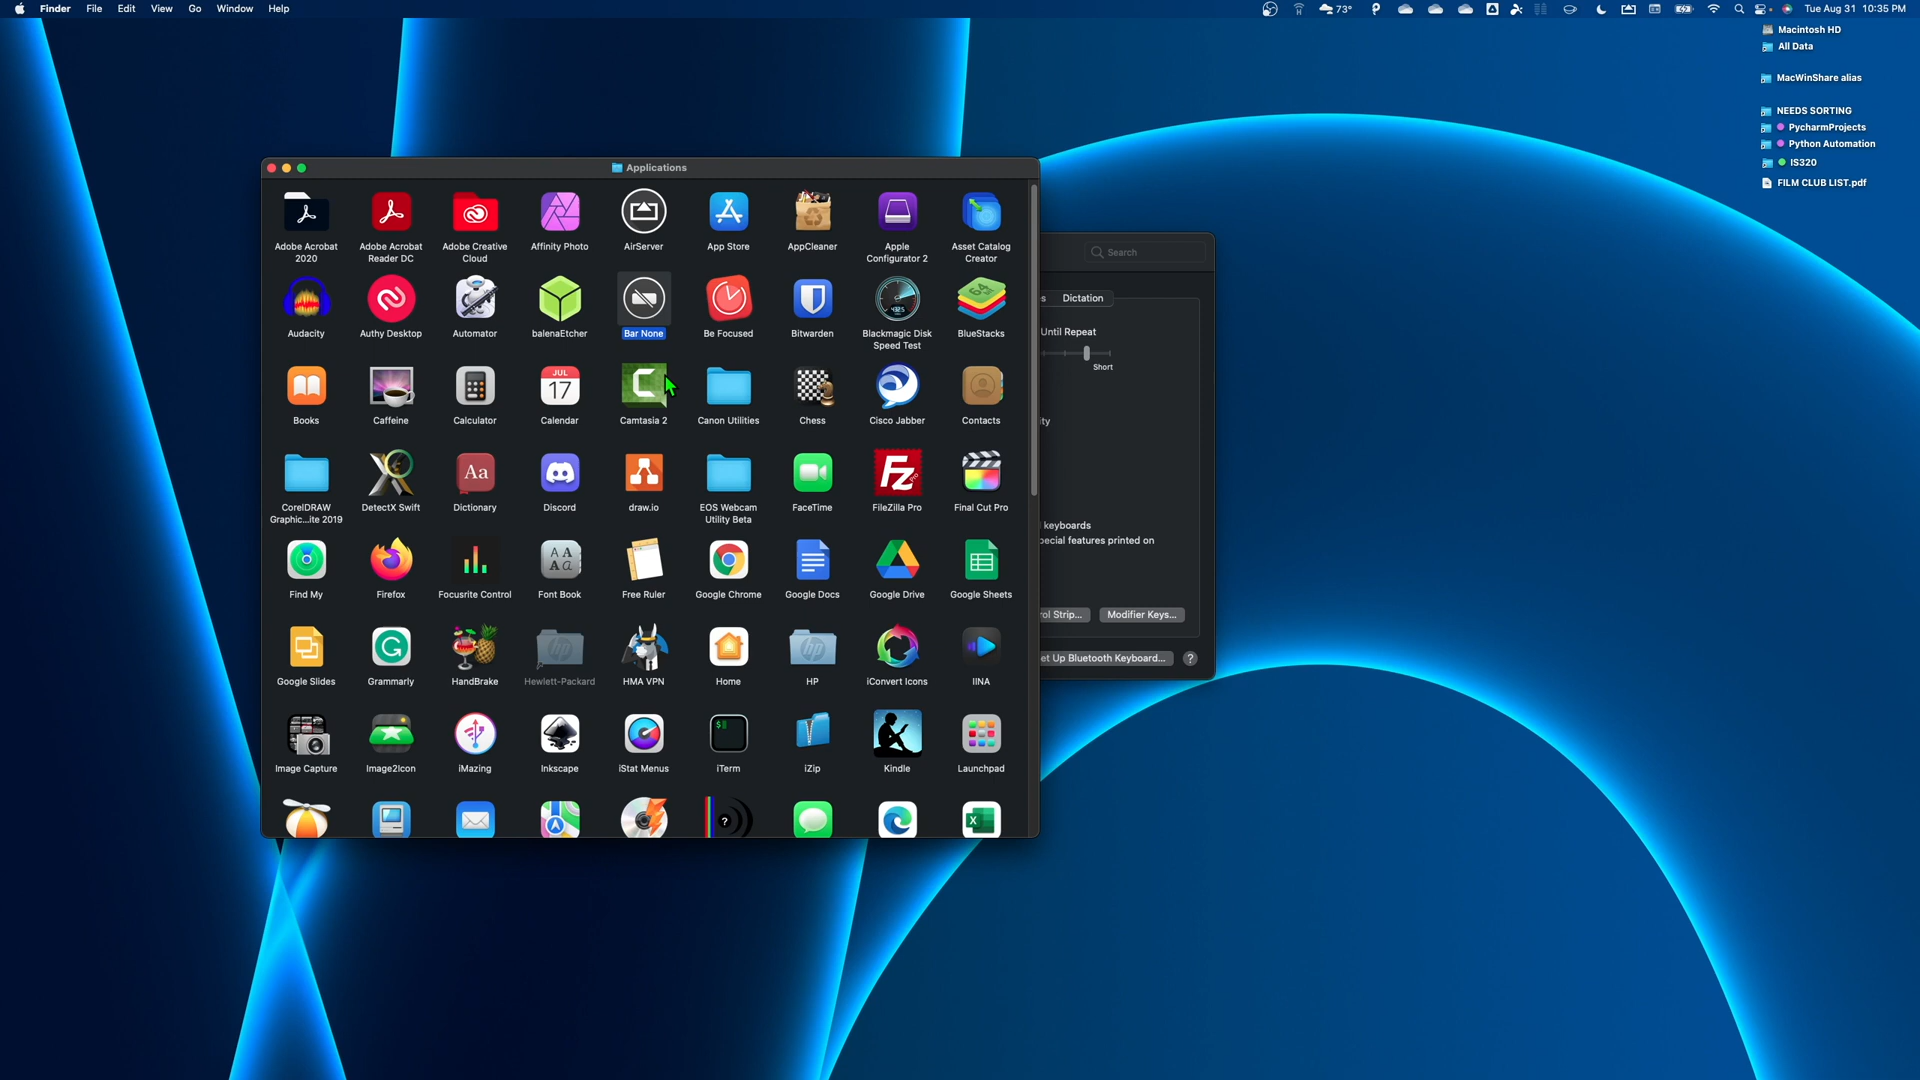 Finder File Edit View Go Window Help
73° Tue Aug 31 10:35 PM
Macintosh HD
All Data
MacWinShare alias
NEEDS SORTING
PycharmProjects
Python Automation
IS320
FILM CLUB LIST.pdf
Applications
Adobe Acrobat
2020
Adobe Acrobat
Reader DC
Adobe Creative
Cloud
Affinity Photo
AirServer
App Store
AppCleaner
Apple
Configurator 2
Asset Catalog
Creator
Audacity
Authy Desktop
Automator
balenaEtcher
Bar None
Be Focused
Bitwarden
Blackmagic Disk
Speed Test
BlueStacks
Books
Caffeine
Calculator
JUL
17
Calendar
Camtasia 2
Canon Utilities
Chess
Cisco Jabber
Contacts
CorelDRAW
Graphic...ite 2019
DetectX Swift
Aa
Dictionary
Discord
draw.io
EOS Webcam
Utility Beta
FaceTime
Fz
Pro
FileZilla Pro
Final Cut Pro
Find My
Firefox
Focusrite Control
Font Book
Free Ruler
Google Chrome
Google Docs
Google Drive
Google Sheets
Google Slides
Grammarly
HandBrake
Hewlett-Packard
HMA VPN
Home
HP
iConvert Icons
IINA
Image Capture
Image2Icon
iMazing
Inkscape
iStat Menus
iTerm
iZip
Kindle
Launchpad
Search
s Dictation
Until Repeat
Short
ity
l keyboards
pecial features printed on
rol Strip...
Modifier Keys...
et Up Bluetooth Keyboard...
?